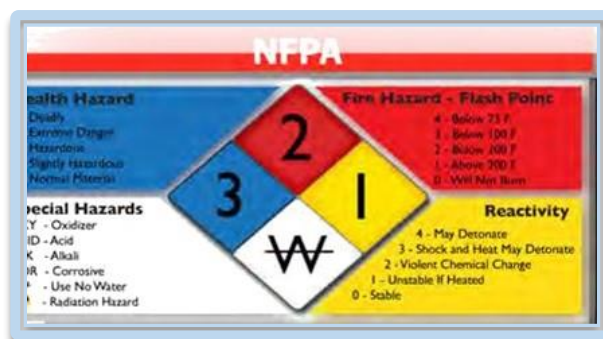 NFPA
ealth Hazard
Deadly
Extreme Danger
Hazardous
Slightly Hazardous
Normal Material
Fire Hazard - Flash Point
4 - Below 73 F
3 - Below 100 F
2 - Below 200 F
1 - Above 200 F
0 - Will Not Burn
2
3
1
W
pecial Hazards
XY - Oxidizer
ID - Acid
K - Alkali
OR - Corrosive
- Use No Water
- Radiation Hazard
Reactivity
4 - May Detonate
3 - Shock and Heat May Detonate
2 - Violent Chemical Change
1 - Unstable If Heated
0 - Stable